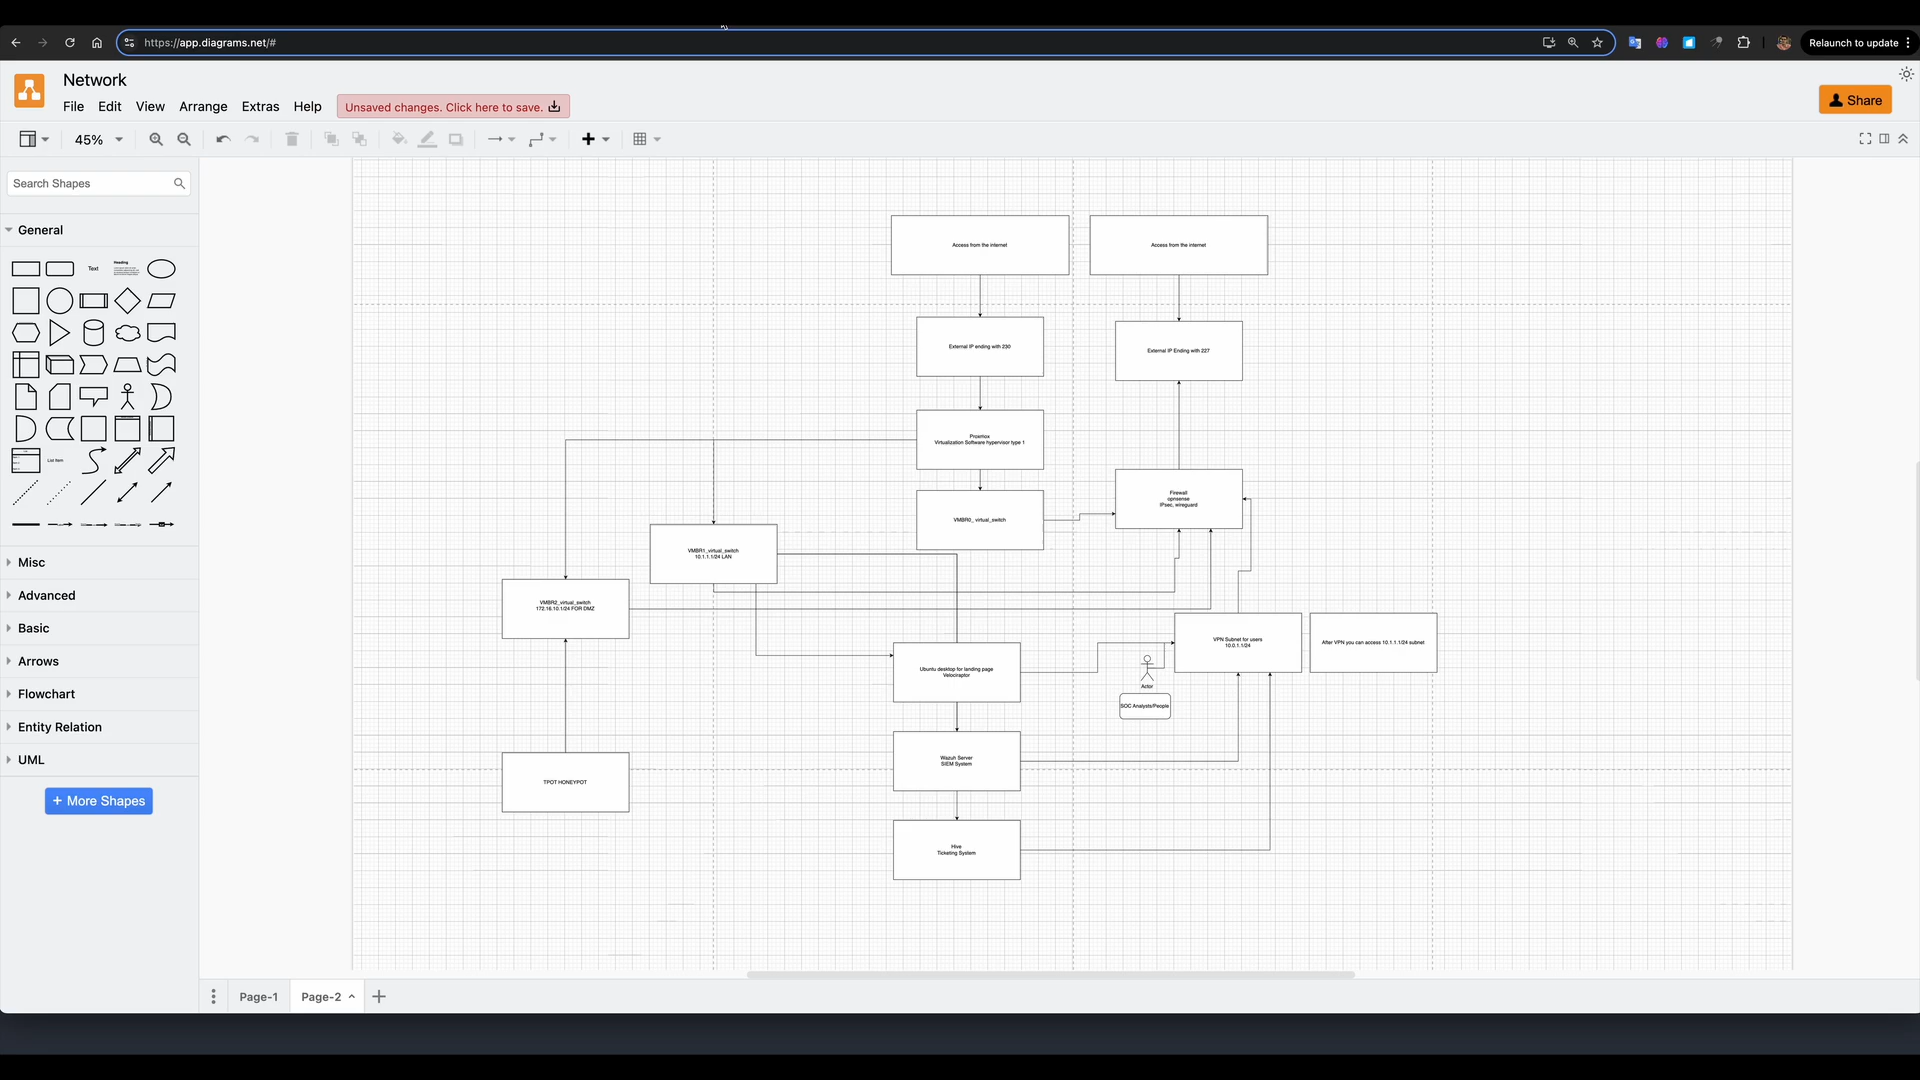 https://app.diagrams.net/#
Relaunch to update
Network
File
Edit
View
Arrange
Extras
Help
Unsaved changes. Click here to save.
Share
45%
Search Shapes
General
Text
Heading
List Item
Misc
Advanced
Basic
Arrows
Flowchart
Entity Relation
UML
+ More Shapes
Access from the internet
Access from the internet
External IP ending with 230
External IP Ending with 227
Proxmox
Virtualization Software hypervisor type 1
Firewall
opnsense
IPsec, wireguard
VMBR0_ virtual_switch
VMBR1_virtual_switch
10.1.1.1/24 LAN
VMBR2_virtual_switch
172.16.10.1/24 FOR DMZ
VPN Subnet for users
10.0.1.1/24
After VPN you can access 10.1.1.1/24 subnet
Ubuntu desktop for landing page
Velociraptor
Actor
SOC Analysts/People
Wazuh Server
SIEM System
TPOT HONEYPOT
Hive
Ticketing System
Page-1
Page-2